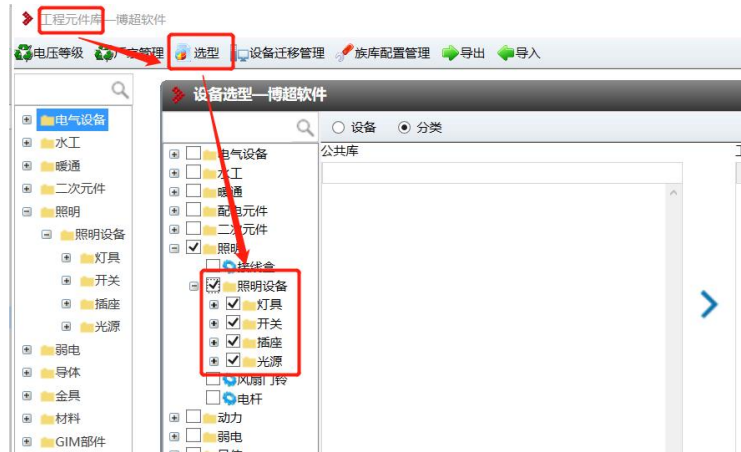 工程元件库—博超软件
电压等级 管理 选型 设备迁移管理 族库配置管理 导出 导入
设备选型—博超软件
设备 分类
公共库
电气设备
水工
暖通
二次元件
照明
照明设备
灯具
开关
插座
光源
弱电
导体
金具
材料
GIM部件
电气设备
水工
暖通
配电元件
二次元件
照明
接线盒
照明设备
灯具
开关
插座
光源
风扇门铃
电杆
动力
弱电